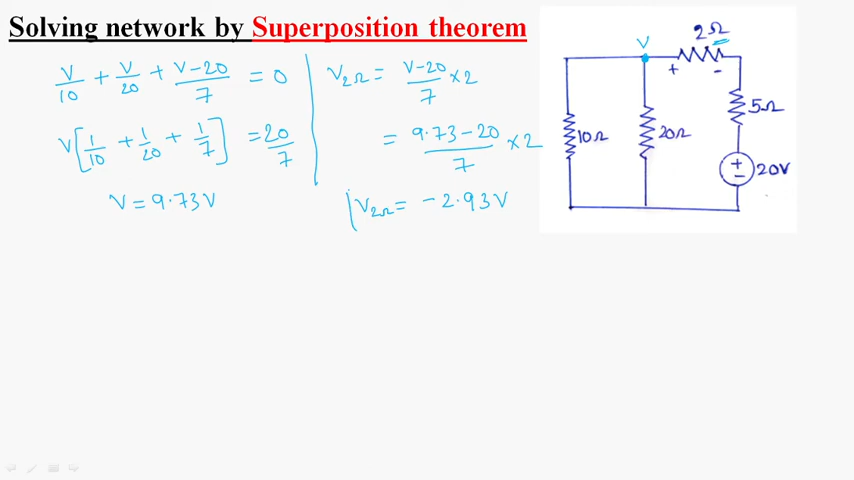 Solving network by Superposition theorem
V/10 + V/20 + (V-20)/7 = 0
V[1/10 + 1/20 + 1/7] = 20/7
V = 9.73V
V2Ω = (V-20)/7 × 2
= (9.73-20)/7 × 2
V2Ω = -2.93V
2Ω
V
+ -
5Ω
10Ω
20Ω
+
-
20V